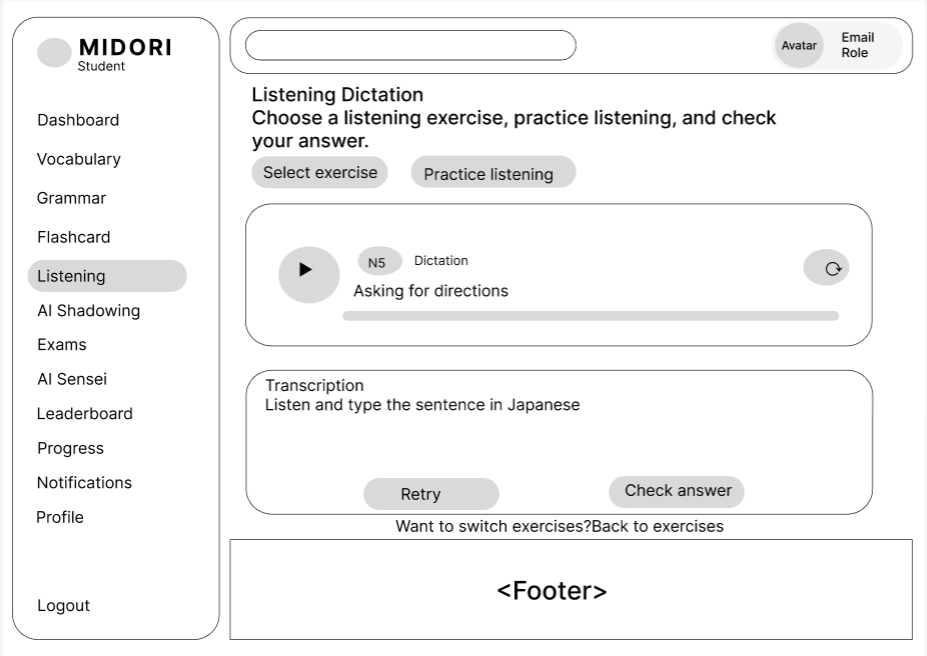 MIDORI
Student
Dashboard
Vocabulary
Grammar
Flashcard
Listening
AI Shadowing
Exams
AI Sensei
Leaderboard
Progress
Notifications
Profile
Logout
Avatar
Email
Role
Listening Dictation
Choose a listening exercise, practice listening, and check
your answer.
Select exercise
Practice listening
N5
Dictation
Asking for directions
Transcription
Listen and type the sentence in Japanese
Retry
Check answer
Want to switch exercises?Back to exercises
<Footer>